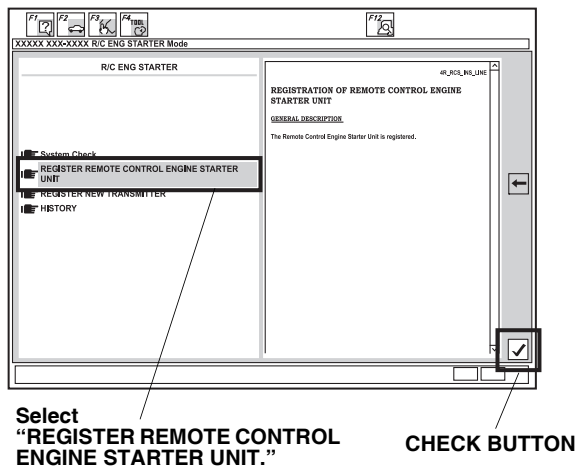 F1
F2
F3
F4
TOOL
F12
XXXXX XXX-XXXX R/C ENG STARTER Mode
R/C ENG STARTER
System Check
REGISTER REMOTE CONTROL ENGINE STARTER
UNIT
REGISTER NEW TRANSMITTER
HISTORY
4R_RCS_INS_LINE
REGISTRATION OF REMOTE CONTROL ENGINE
STARTER UNIT
GENERAL DESCRIPTION
The Remote Control Engine Starter Unit is registered.
Select
“REGISTER REMOTE CONTROL
ENGINE STARTER UNIT.”
CHECK BUTTON